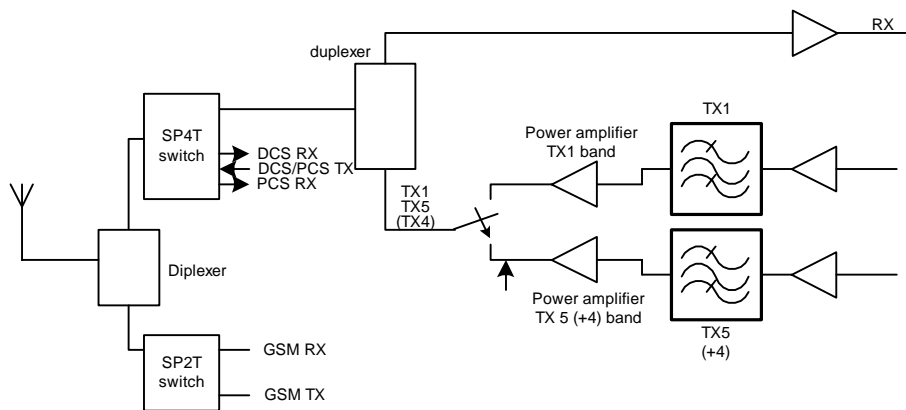 RX
duplexer
SP4T
switch
DCS RX
DCS/PCS TX
PCS RX
TX1
Power amplifier
TX1 band
TX1
TX5
(TX4)
Diplexer
Power amplifier
TX 5 (+4) band
TX5
(+4)
SP2T
switch
GSM RX
GSM TX